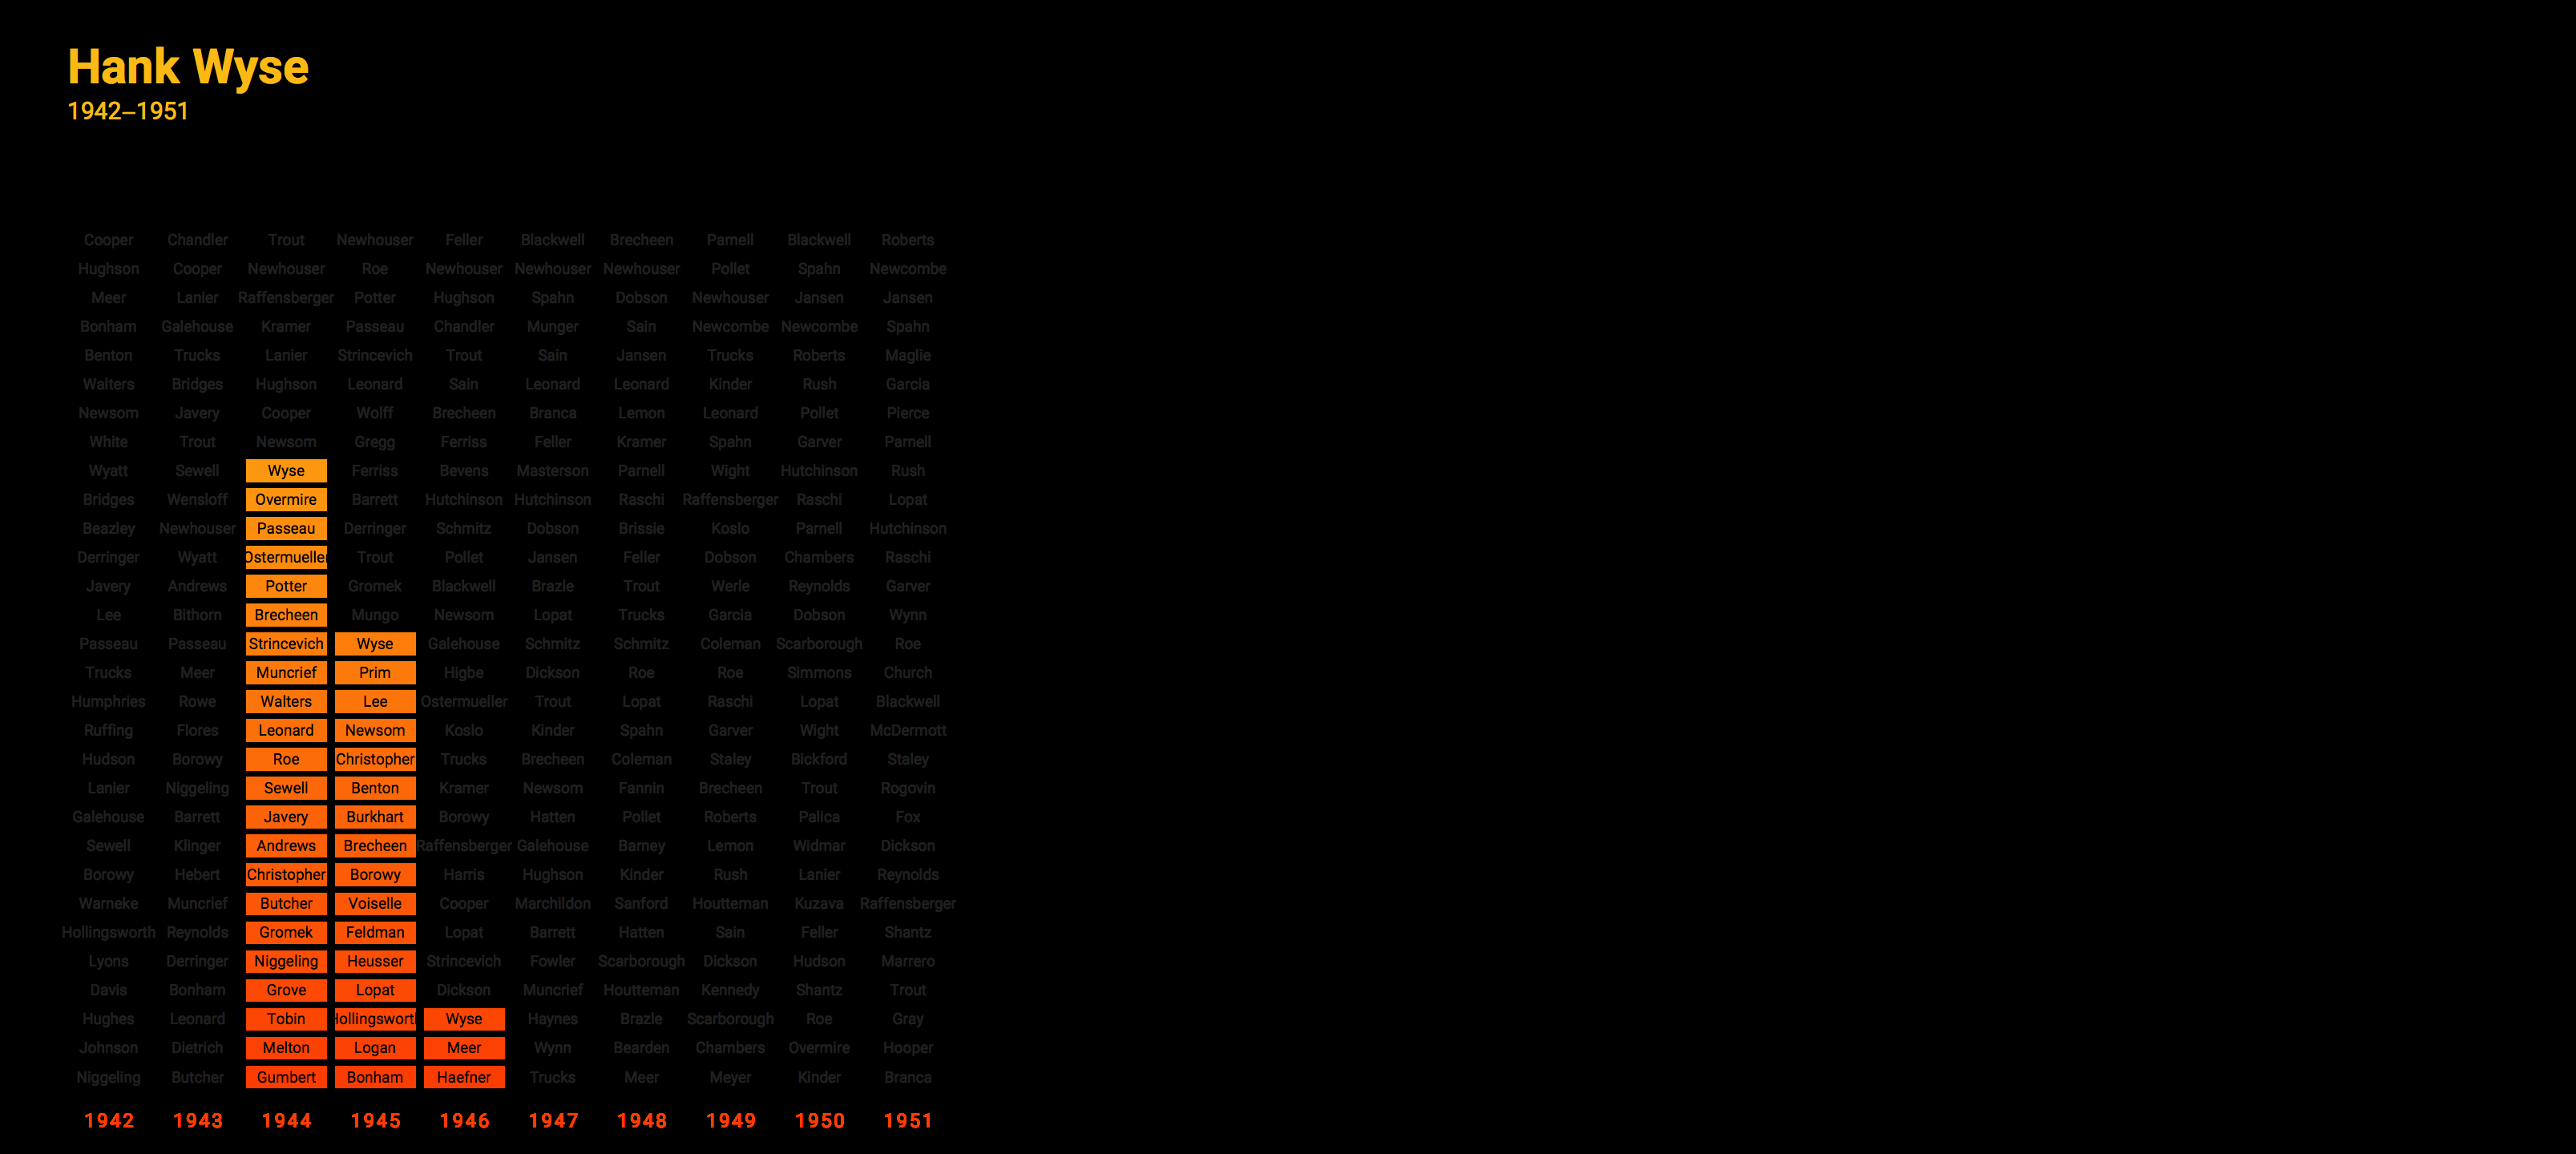 Hank Wyse
1942–1951
Cooper Chandler Trout Newhouser Feller Blackwell Brecheen Parnell Blackwell Roberts
Hughson Cooper Newhouser Roe Newhouser Newhouser Newhouser Pollet Spahn Newcombe
Meer Lanier Raffensberger Potter Hughson Spahn Dobson Newhouser Jansen Jansen
Bonham Galehouse Kramer Passeau Chandler Munger Sain Newcombe Newcombe Spahn
Benton Trucks Lanier Strincevich Trout Sain Jansen Trucks Roberts Maglie
Walters Bridges Hughson Leonard Sain Leonard Leonard Kinder Rush Garcia
Newsom Javery Cooper Wolff Brecheen Branca Lemon Leonard Pollet Pierce
White Trout Newsom Gregg Ferriss Feller Kramer Spahn Garver Parnell
Wyatt Sewell Wyse Ferriss Bevens Masterson Parnell Wight Hutchinson Rush
Bridges Wensloff Overmire Barrett Hutchinson Hutchinson Raschi Raffensberger Raschi Lopat
Beazley Newhouser Passeau Derringer Schmitz Dobson Brissie Koslo Parnell Hutchinson
Derringer Wyatt Ostermueller Trout Pollet Jansen Feller Dobson Chambers Raschi
Javery Andrews Potter Gromek Blackwell Brazle Trout Werle Reynolds Garver
Lee Bithorn Brecheen Mungo Newsom Lopat Trucks Garcia Dobson Wynn
Passeau Passeau Strincevich Wyse Galehouse Schmitz Schmitz Coleman Scarborough Roe
Trucks Meer Muncrief Prim Higbe Dickson Roe Roe Simmons Church
Humphries Rowe Walters Lee Ostermueller Trout Lopat Raschi Lopat Blackwell
Ruffing Flores Leonard Newsom Koslo Kinder Spahn Garver Wight McDermott
Hudson Borowy Roe Christopher Trucks Brecheen Coleman Staley Bickford Staley
Lanier Niggeling Sewell Benton Kramer Newsom Fannin Brecheen Trout Rogovin
Galehouse Barrett Javery Burkhart Borowy Hatten Pollet Roberts Palica Fox
Sewell Klinger Andrews Brecheen Raffensberger Galehouse Barney Lemon Widmar Dickson
Borowy Hebert Christopher Borowy Harris Hughson Kinder Rush Lanier Reynolds
Warneke Muncrief Butcher Voiselle Cooper Marchildon Sanford Houtteman Kuzava Raffensberger
Hollingsworth Reynolds Gromek Feldman Lopat Barrett Hatten Sain Feller Shantz
Lyons Derringer Niggeling Heusser Strincevich Fowler Scarborough Dickson Hudson Marrero
Davis Bonham Grove Lopat Dickson Muncrief Houtteman Kennedy Shantz Trout
Hughes Leonard Tobin Hollingsworth Wyse Haynes Brazle Scarborough Roe Gray
Johnson Dietrich Melton Logan Meer Wynn Bearden Chambers Overmire Hooper
Niggeling Butcher Gumbert Bonham Haefner Trucks Meer Meyer Kinder Branca
1942 1943 1944 1945 1946 1947 1948 1949 1950 1951